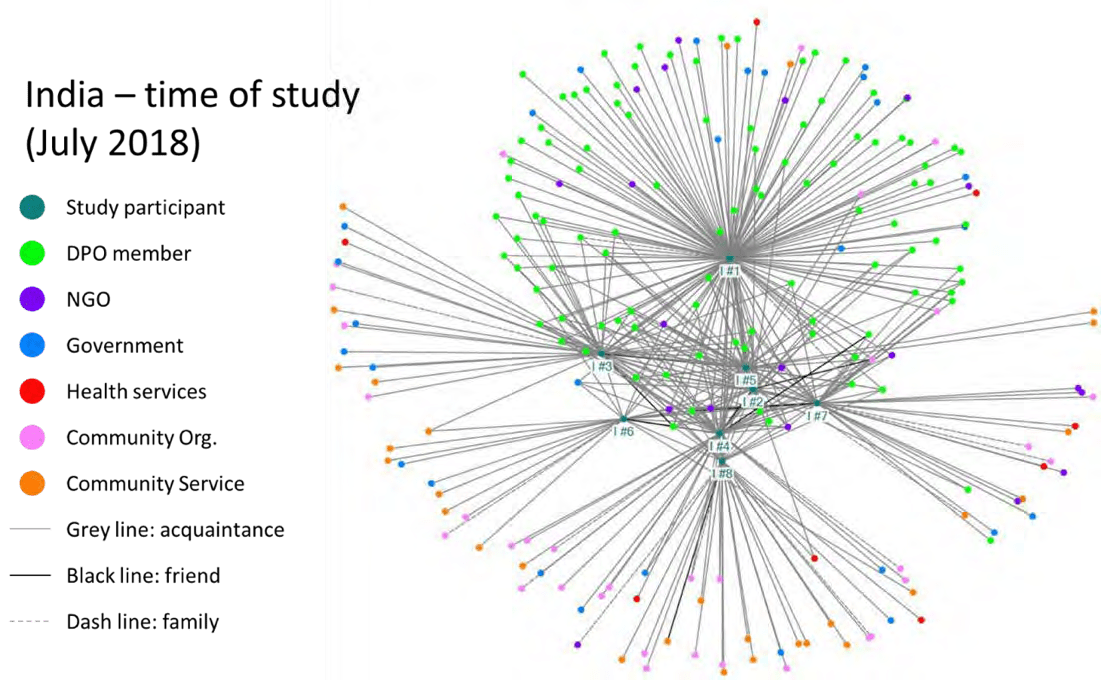 India – time of study
(July 2018)
Study participant
DPO member
NGO
Government
Health services
Community Org.
Community Service
Grey line: acquaintance
Black line: friend
Dash line: family
I #1
I #3
I #5
I #2
I #7
I #6
I #4
I #8